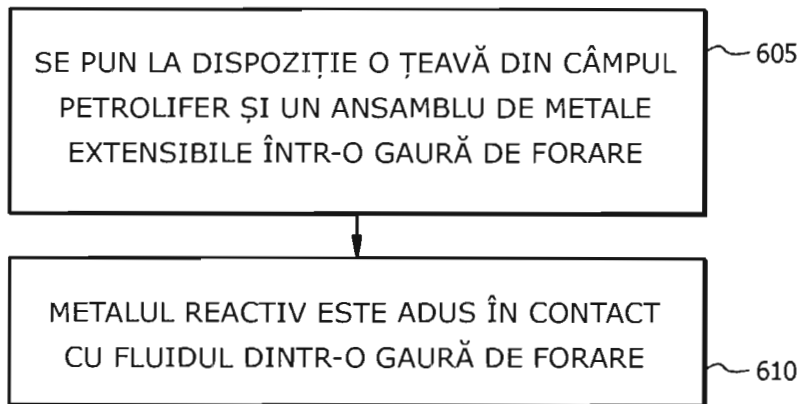 SE PUN LA DISPOZIȚIE O ȚEAVĂ DIN CÂMPUL
605
PETROLIFER ȘI UN ANSAMBLU DE METALE
EXTENSIBILE ÎNTR-O GAURĂ DE FORARE
METALUL REACTIV ESTE ADUS ÎN CONTACT
CU FLUIDUL DINTR-O GAURĂ DE FORARE
610